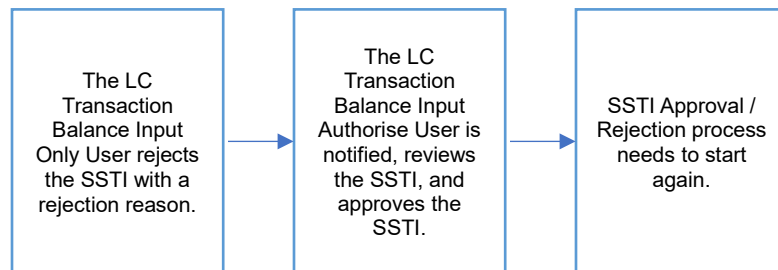 The LC
Transaction
Balance Input
Only User rejects
the SSTI with a
rejection reason.
The LC
Transaction
Balance Input
Authorise User is
notified, reviews
the SSTI, and
approves the
SSTI.
SSTI Approval /
Rejection process
needs to start
again.